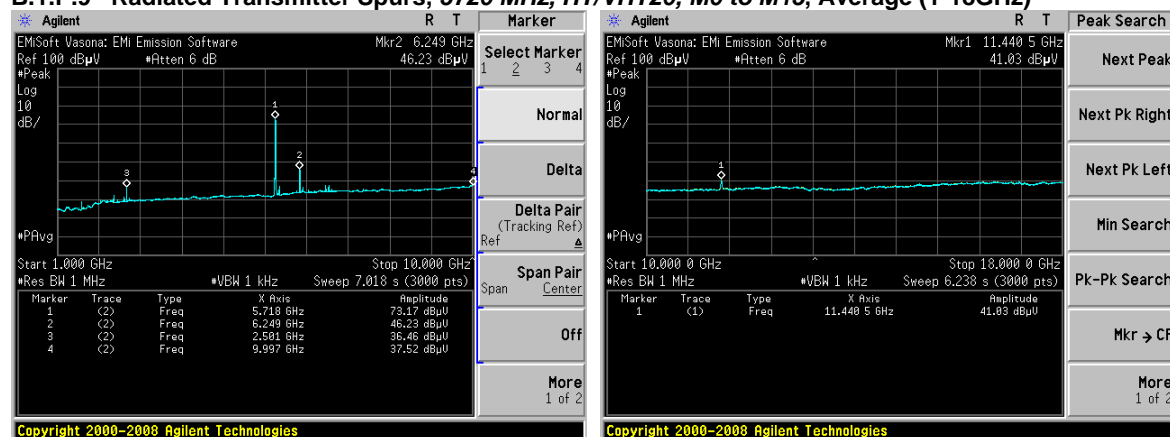 B.1.P.5 Radiated Transmitter Spurs, 5720 MHz, HT/VHT20, M0 to M15, Average (1-18GHz)
Agilent R T Marker
EMiSoft Vasona: EMi Emission Software Mkr2 6.249 GHz
Ref 100 dBµV #Atten 6 dB 46.23 dBµV
#Peak
Log
10
dB/
1
2
3
4
#PAvg
Start 1.000 GHz Stop 10.000 GHz^
#Res BW 1 MHz #VBW 1 kHz Sweep 7.018 s (3000 pts)
Marker Trace Type X Axis Amplitude
1 (2) Freq 5.718 GHz 73.17 dBµV
2 (2) Freq 6.249 GHz 46.23 dBµV
3 (2) Freq 2.501 GHz 36.46 dBµV
4 (2) Freq 9.997 GHz 37.52 dBµV
Select Marker
1 2 3 4
Normal
Delta
Delta Pair
(Tracking Ref)
Ref Δ
Span Pair
Span Center
Off
More
1 of 2
Copyright 2000-2008 Agilent Technologies
Agilent R T Peak Search
EMiSoft Vasona: EMi Emission Software Mkr1 11.440 5 GHz
Ref 100 dBµV #Atten 6 dB 41.03 dBµV
#Peak
Log
10
dB/
1
#PAvg
Start 10.000 0 GHz ^ Stop 18.000 0 GHz
#Res BW 1 MHz #VBW 1 kHz Sweep 6.238 s (3000 pts)
Marker Trace Type X Axis Amplitude
1 (1) Freq 11.440 5 GHz 41.03 dBµV
Next Peak
Next Pk Right
Next Pk Left
Min Search
Pk-Pk Search
Mkr → CF
More
1 of 2
Copyright 2000-2008 Agilent Technologies